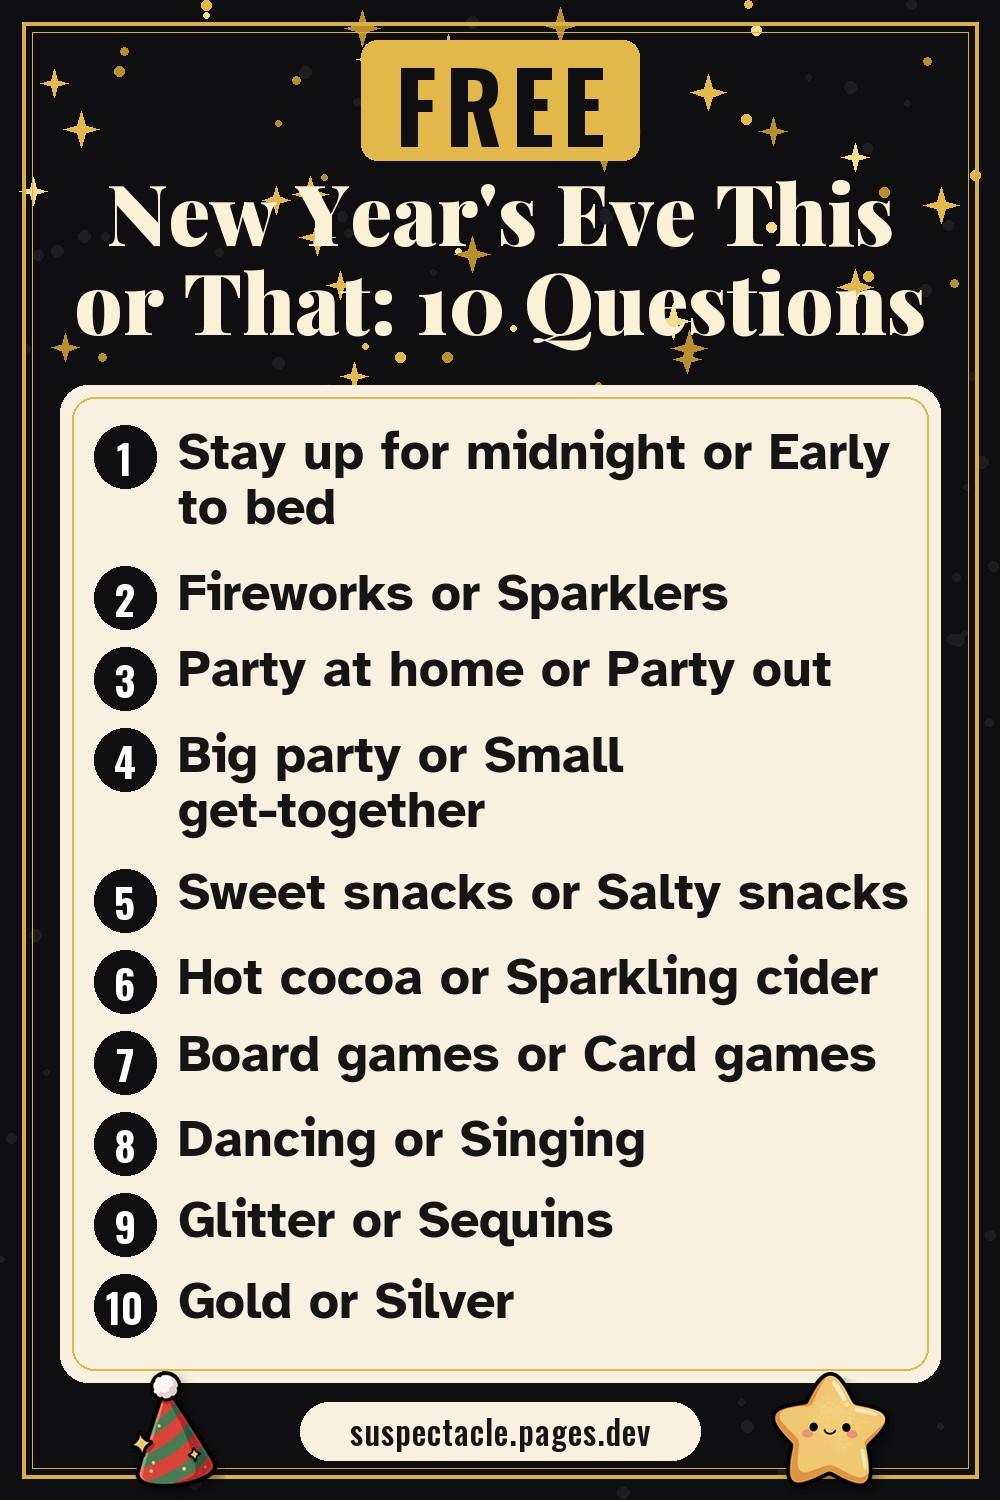 FREE
New Year's Eve This
or That: 10 Questions
1 Stay up for midnight or Early
to bed
2 Fireworks or Sparklers
3 Party at home or Party out
4 Big party or Small
get-together
5 Sweet snacks or Salty snacks
6 Hot cocoa or Sparkling cider
7 Board games or Card games
8 Dancing or Singing
9 Glitter or Sequins
10 Gold or Silver
suspectacle.pages.dev